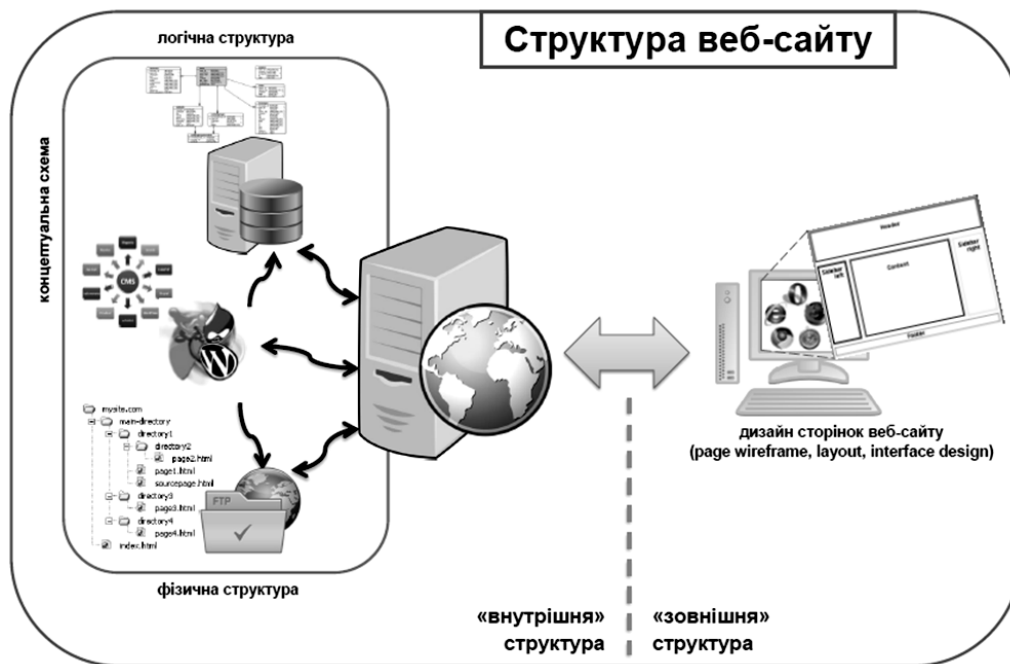 Структура веб-сайту
логічна структура
концептуальна схема
CMS
W
mysite.com
main-directory
directory1
directory2
page2.html
page1.html
sourcepage.html
directory3
page3.html
directory4
page4.html
index.html
FTP
фізична структура
Header
Sidebar
left
Content
Sidebar
right
Footer
дизайн сторінок веб-сайту
(page wireframe, layout, interface design)
«внутрішня»
структура
«зовнішня»
структура